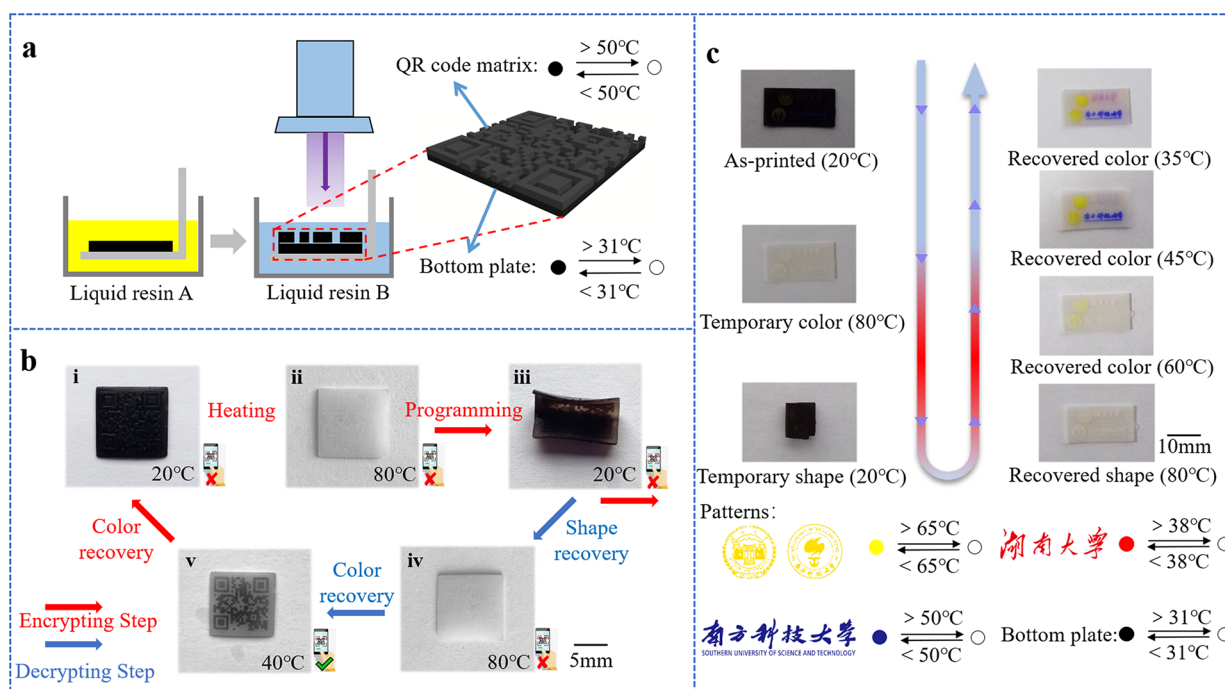 a
QR code matrix:
> 50℃
< 50℃
Liquid resin A
Liquid resin B
Bottom plate:
> 31℃
< 31℃
b
i
20℃
Heating
ii
80℃
Programming
iii
20℃
Shape
recovery
iv
80℃
Color
recovery
v
40℃
Color
recovery
Encrypting Step
Decrypting Step
5mm
c
As-printed (20℃)
Temporary color (80℃)
Temporary shape (20℃)
Recovered color (35℃)
Recovered color (45℃)
Recovered color (60℃)
10mm
Recovered shape (80℃)
Patterns:
> 65℃
< 65℃
湖南大学
> 38℃
< 38℃
南方科技大学
SOUTHERN UNIVERSITY OF SCIENCE AND TECHNOLOGY
> 50℃
< 50℃
Bottom plate:
> 31℃
< 31℃